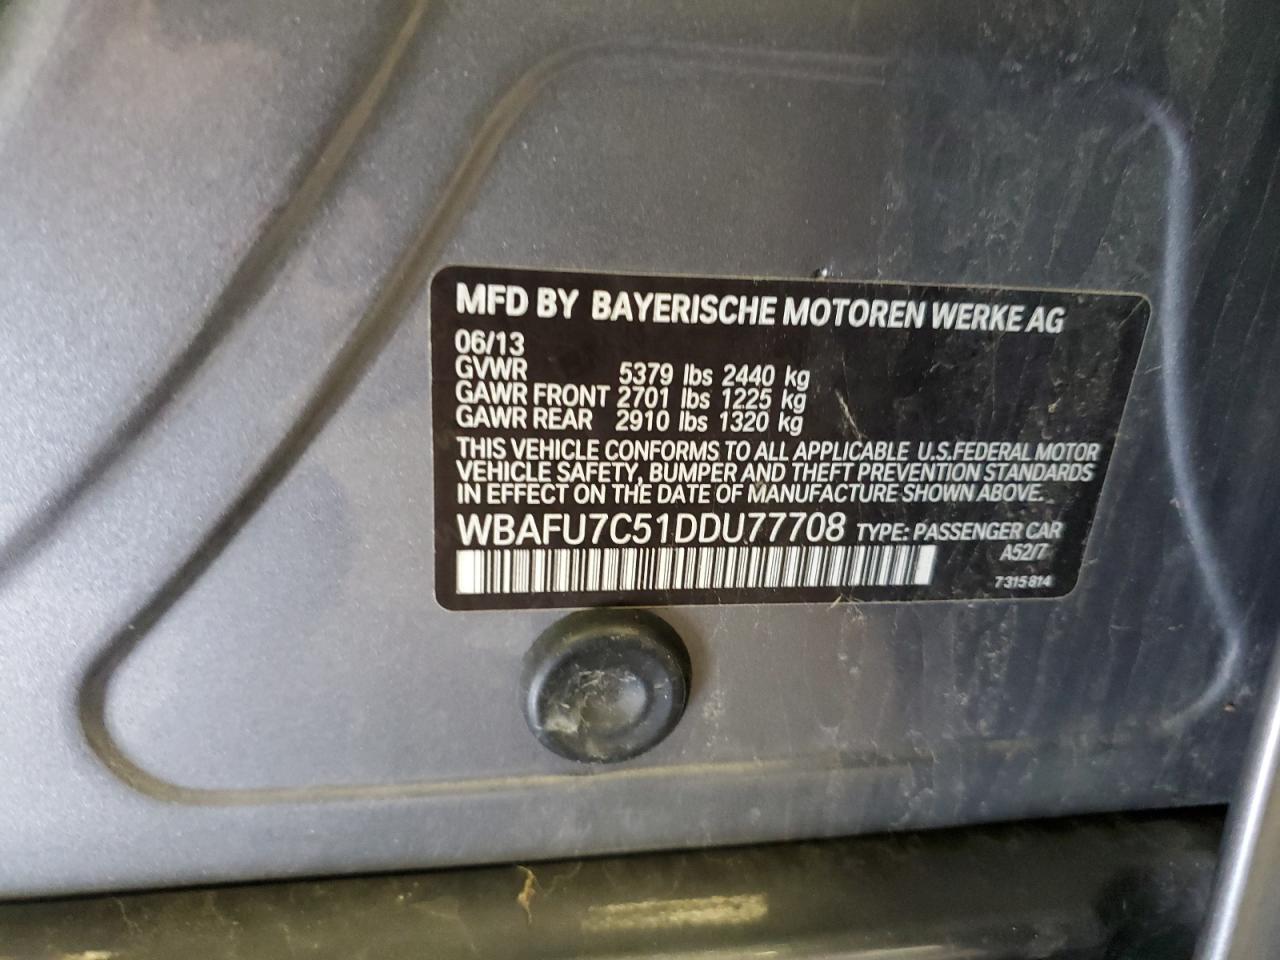 MFD BY BAYERISCHE MOTOREN WERKE AG
06/13
GVWR 5379 lbs 2440 kg
GAWR FRONT 2701 lbs 1225 kg
GAWR REAR 2910 lbs 1320 kg
THIS VEHICLE CONFORMS TO ALL APPLICABLE U.S.FEDERAL MOTOR
VEHICLE SAFETY, BUMPER AND THEFT PREVENTION STANDARDS
IN EFFECT ON THE DATE OF MANUFACTURE SHOWN ABOVE.
WBAFU7C51DDU77708 TYPE: PASSENGER CAR
A52/7
7315814